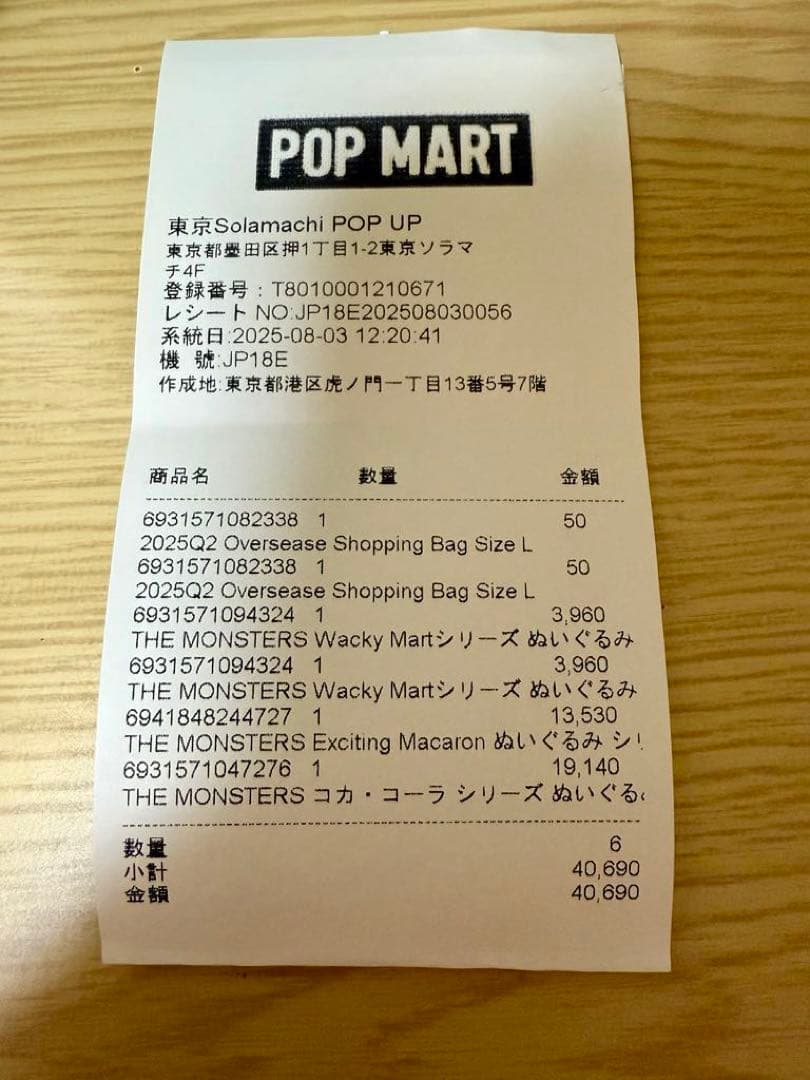 POP MART
東京Solamachi POP UP
東京都墨田区押1丁目1-2東京ソラマ
チ4F
登録番号：T8010001210671
レシート NO:JP18E202508030056
系統日:2025-08-03 12:20:41
機 號:JP18E
作成地:東京都港区虎ノ門一丁目13番5号7階
商品名 数量 金額
6931571082338 1 50
2025Q2 Oversease Shopping Bag Size L
6931571082338 1 50
2025Q2 Oversease Shopping Bag Size L
6931571094324 1 3,960
THE MONSTERS Wacky Martシリーズ ぬいぐるみ
6931571094324 1 3,960
THE MONSTERS Wacky Martシリーズ ぬいぐるみ
6941848244727 1 13,530
THE MONSTERS Exciting Macaron ぬいぐるみ シ
6931571047276 1 19,140
THE MONSTERS コカ・コーラ シリーズ ぬいぐる
数量 6
小計 40,690
金額 40,690